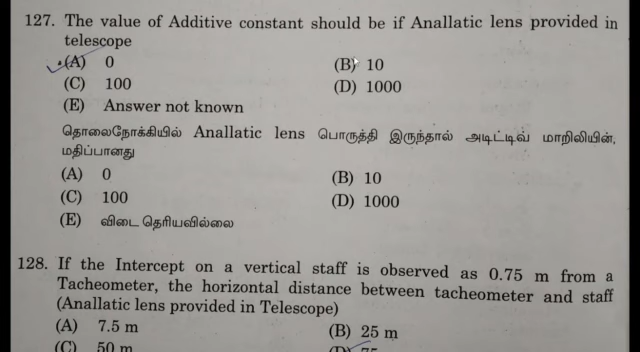 127. The value of Additive constant should be if Anallatic lens provided in
telescope
(A) 0 (B) 10
(C) 100 (D) 1000
(E) Answer not known
தொலைநோக்கியில் Anallatic lens பொருத்தி இருந்தால் அடிட்டிவ் மாறிலியின்,
மதிப்பானது
(A) 0 (B) 10
(C) 100 (D) 1000
(E) விடை தெரியவில்லை
128. If the Intercept on a vertical staff is observed as 0.75 m from a
Tacheometer, the horizontal distance between tacheometer and staff
(Anallatic lens provided in Telescope)
(A) 7.5 m (B) 25 m
(C) 50 m (D) 75